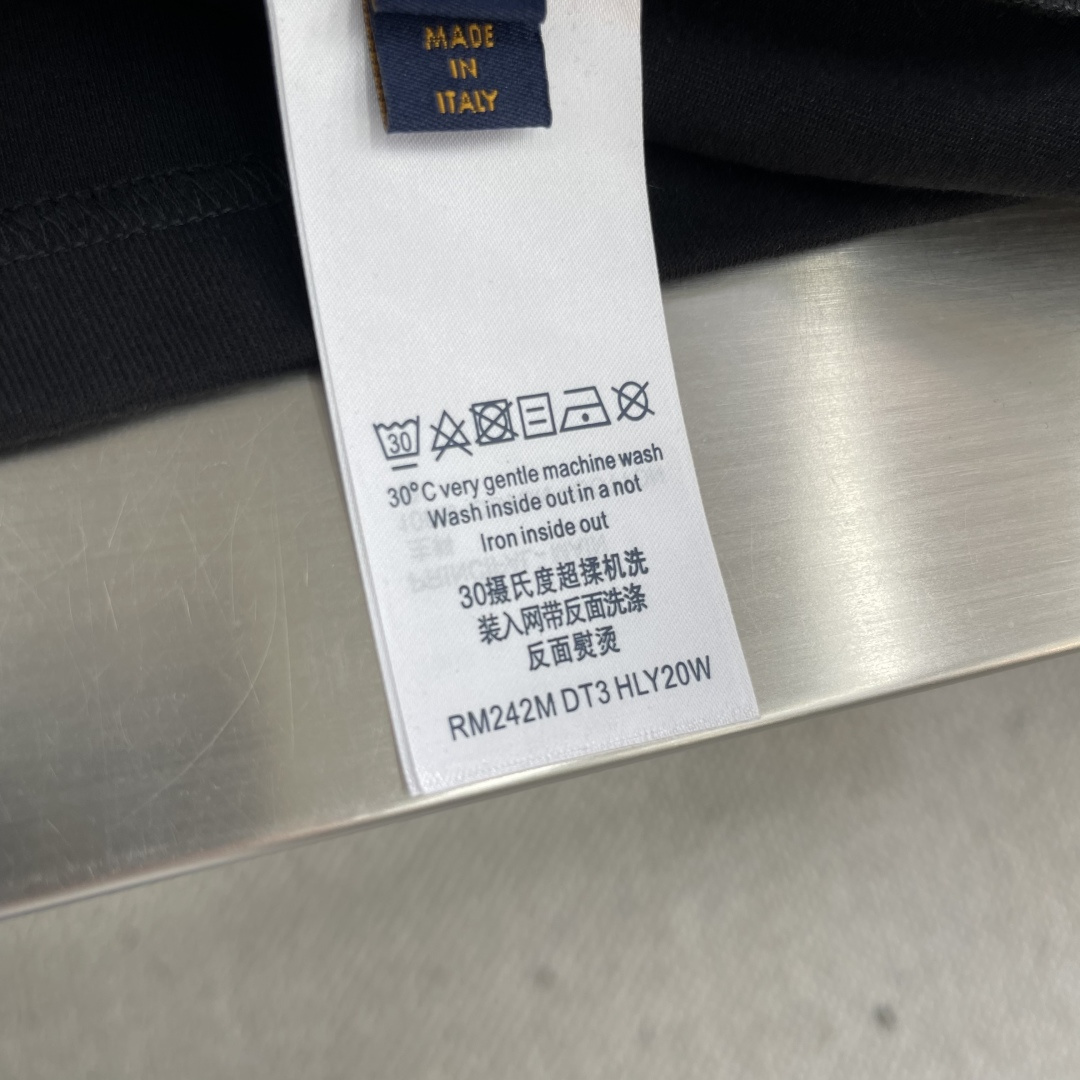 MADE
IN
ITALY
30
30°C very gentle machine wash
Wash inside out in a not
Iron inside out
30摄氏度超揉机洗
装入网带反面洗涤
反面熨烫
RM242M DT3 HLY20W